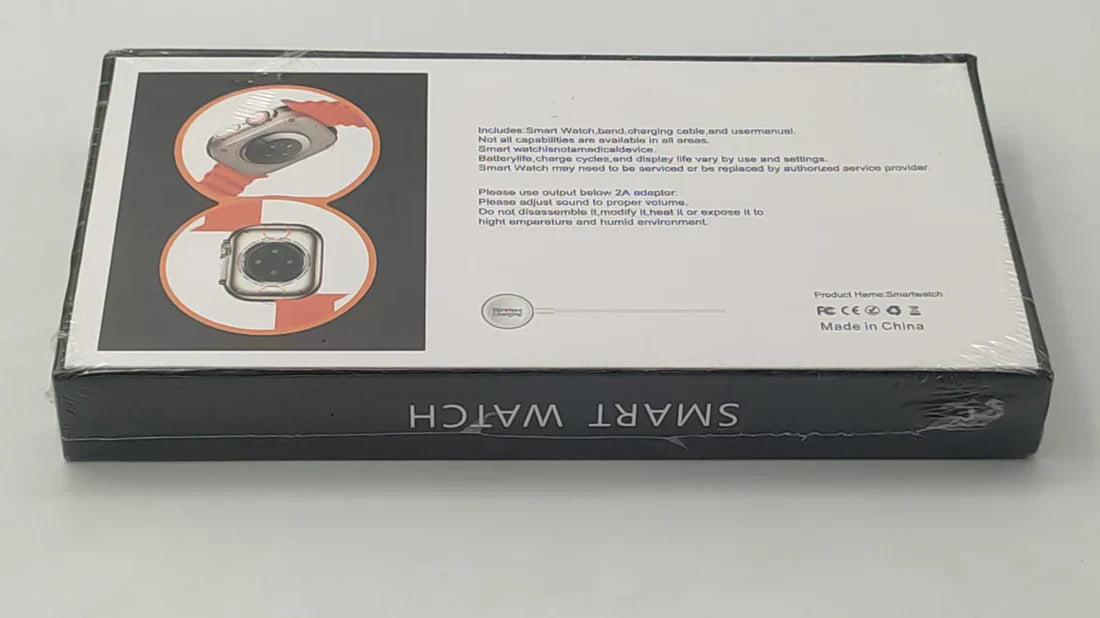 Includes:Smart Watch,band,charging cable,and usermanual.
Not all capabilities are available in all areas.
Smart watchisnotamedicaldevice.
Batterylife,charge cycles,and display life vary by use and settings.
Smart Watch may need to be serviced or be replaced by authorized service provider.
Please use output below 2A adaptor.
Please adjust sound to proper volume.
Do not disassemble it,modify it,heat it or expose it to
hight emperature and humid environment.
Wireless
Charging
Product Name:Smartwatch
FC CE
Made in China
SMART WATCH